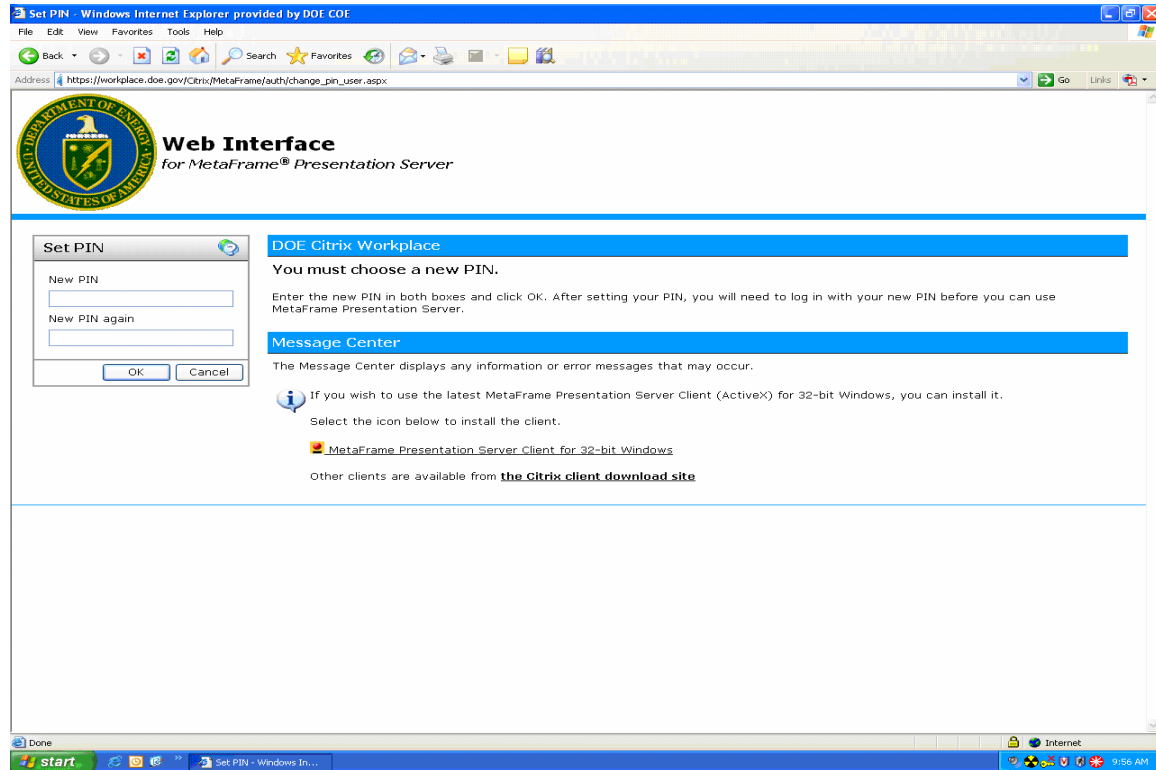 Set PIN - Windows Internet Explorer provided by DOE COE
File Edit View Favorites Tools Help
Back Search Favorites
Address https://workplace.doe.gov/Citrix/MetaFrame/auth/change_pin_user.aspx Go Links
DEPARTMENT OF ENERGY
UNITED STATES OF AMERICA
Web Interface
for MetaFrame® Presentation Server
Set PIN
New PIN
New PIN again
OK Cancel
DOE Citrix Workplace
You must choose a new PIN.
Enter the new PIN in both boxes and click OK. After setting your PIN, you will need to log in with your new PIN before you can use
MetaFrame Presentation Server.
Message Center
The Message Center displays any information or error messages that may occur.
If you wish to use the latest MetaFrame Presentation Server Client (ActiveX) for 32-bit Windows, you can install it.
Select the icon below to install the client.
MetaFrame Presentation Server Client for 32-bit Windows
Other clients are available from the Citrix client download site
Done Internet
start Set PIN - Windows In... 9:56 AM